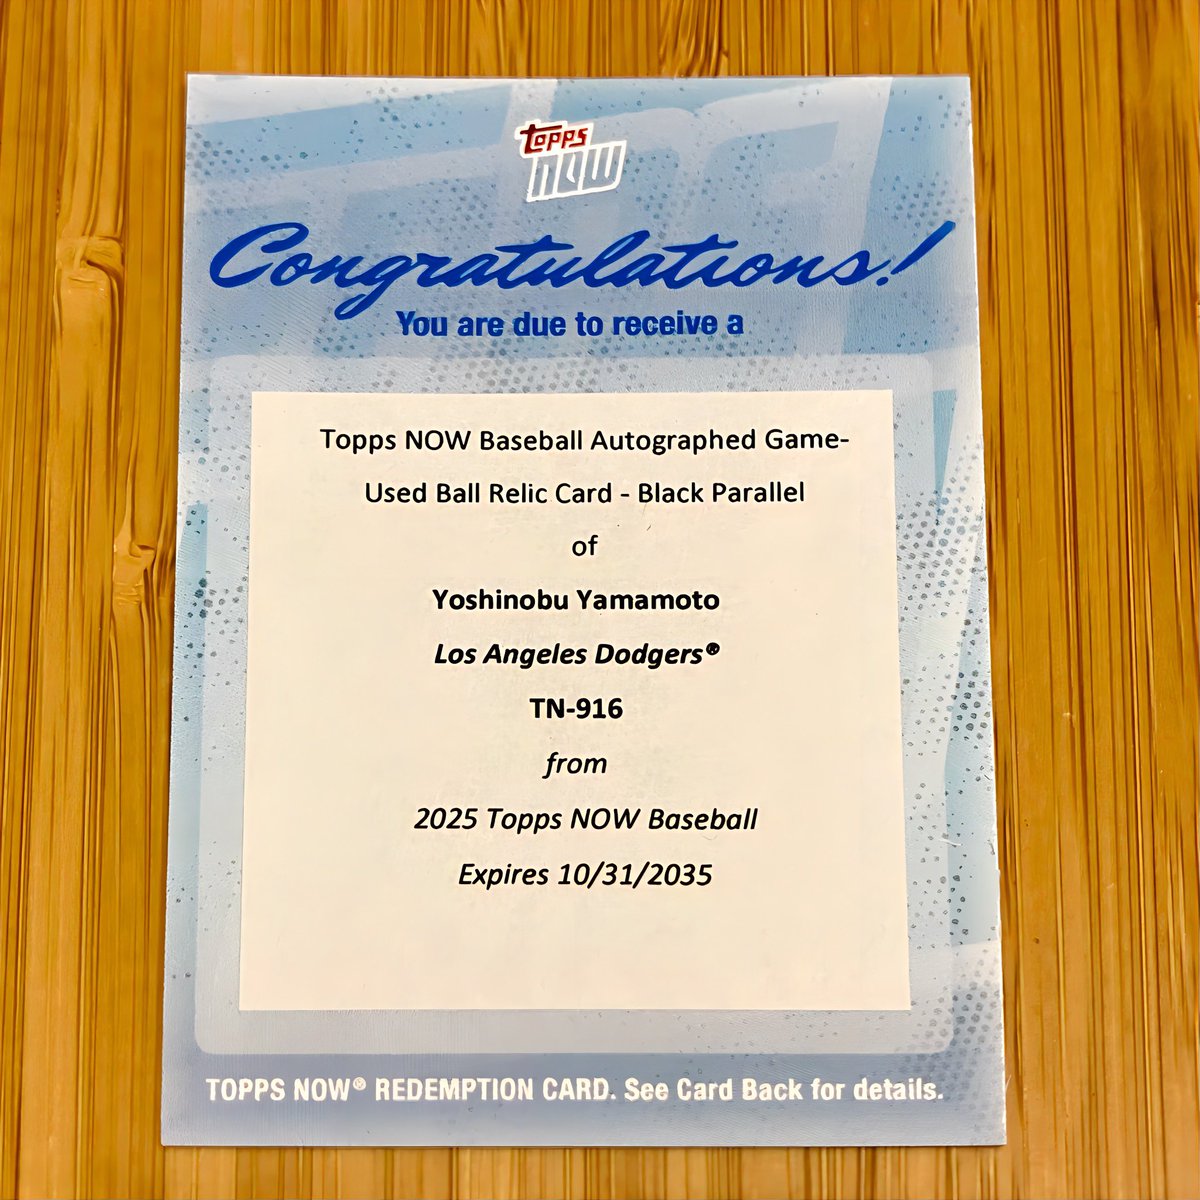 topps
NOW
Congratulations!
You are due to receive a
Topps NOW Baseball Autographed Game-
Used Ball Relic Card - Black Parallel
of
Yoshinobu Yamamoto
Los Angeles Dodgers®
TN-916
from
2025 Topps NOW Baseball
Expires 10/31/2035
TOPPS NOW® REDEMPTION CARD. See Card Back for details.